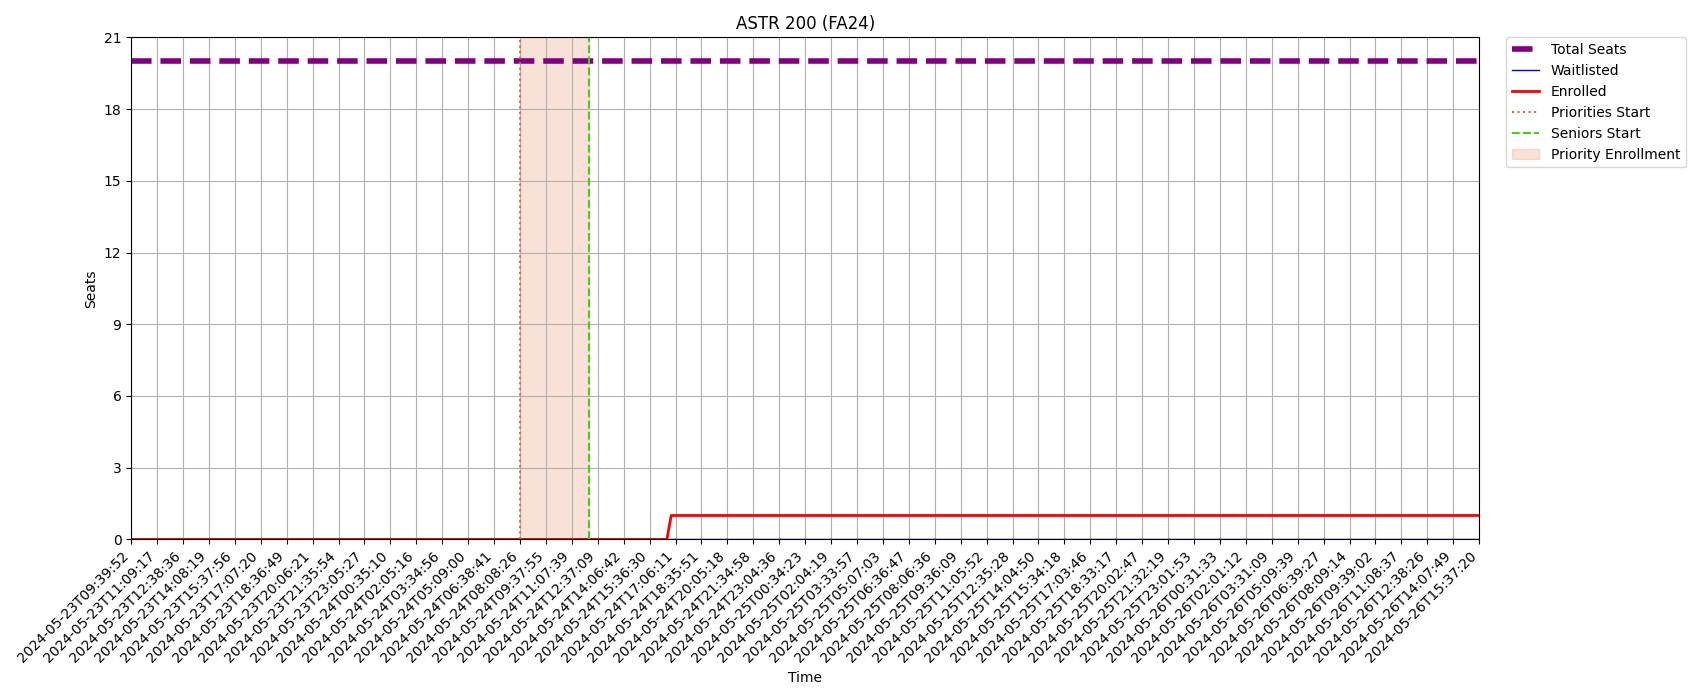 ASTR 200 (FA24)
21
18
15
12
9
6
3
0
Seats
2024-05-23T09:39:52
2024-05-23T11:09:17
2024-05-23T12:38:36
2024-05-23T14:08:19
2024-05-23T15:37:56
2024-05-23T17:07:20
2024-05-23T18:36:49
2024-05-23T20:06:21
2024-05-23T21:35:54
2024-05-23T23:05:27
2024-05-24T00:35:10
2024-05-24T02:05:16
2024-05-24T03:34:56
2024-05-24T05:09:00
2024-05-24T06:38:41
2024-05-24T08:08:26
2024-05-24T09:37:55
2024-05-24T11:07:39
2024-05-24T12:37:09
2024-05-24T14:06:42
2024-05-24T15:36:30
2024-05-24T17:06:11
2024-05-24T18:35:51
2024-05-24T20:05:18
2024-05-24T21:34:58
2024-05-24T23:04:36
2024-05-25T00:34:23
2024-05-25T02:04:19
2024-05-25T03:33:57
2024-05-25T05:07:03
2024-05-25T06:36:47
2024-05-25T08:06:36
2024-05-25T09:36:09
2024-05-25T11:05:52
2024-05-25T12:35:28
2024-05-25T14:04:50
2024-05-25T15:34:18
2024-05-25T17:03:46
2024-05-25T18:33:17
2024-05-25T20:02:47
2024-05-25T21:32:19
2024-05-25T23:01:53
2024-05-26T00:31:33
2024-05-26T02:01:12
2024-05-26T03:31:09
2024-05-26T05:09:39
2024-05-26T06:39:27
2024-05-26T08:09:14
2024-05-26T09:39:02
2024-05-26T11:08:37
2024-05-26T12:38:26
2024-05-26T14:07:49
2024-05-26T15:37:20
Time
Total Seats
Waitlisted
Enrolled
Priorities Start
Seniors Start
Priority Enrollment